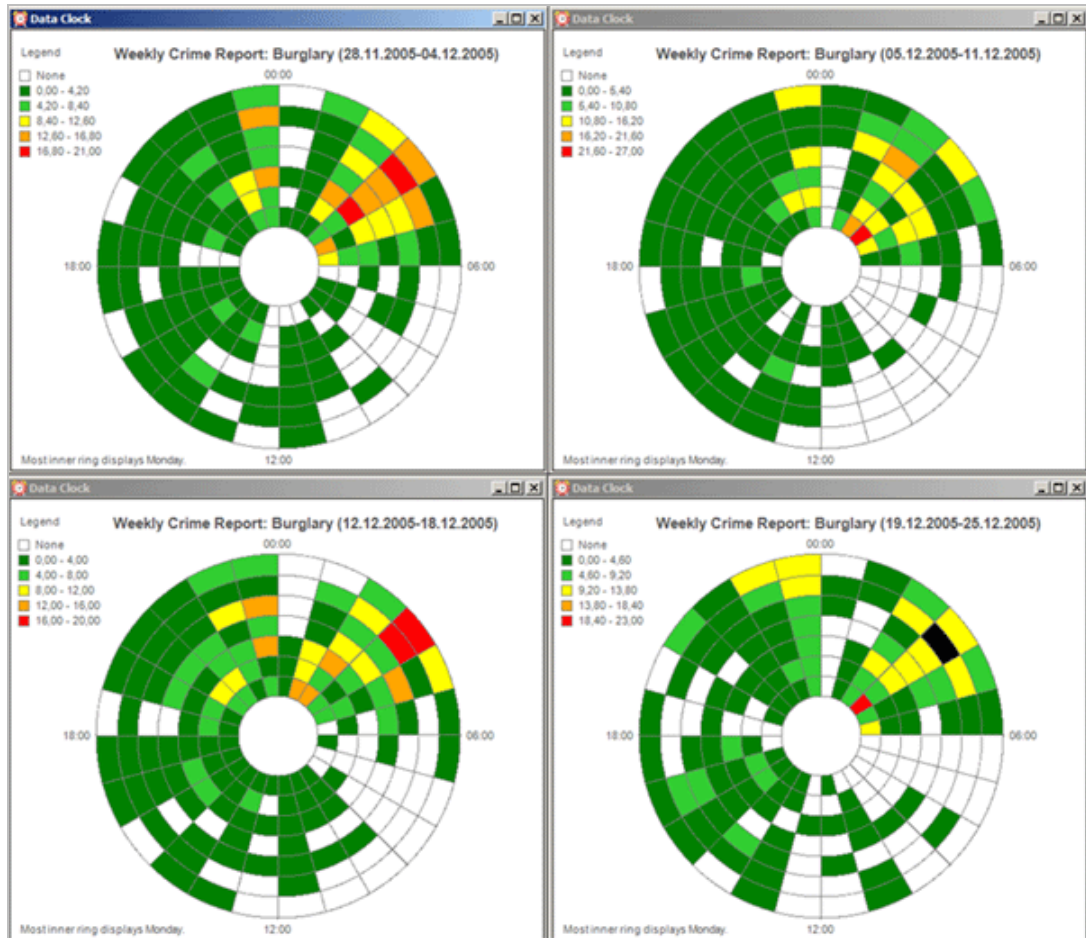 Data Clock
Legend
Weekly Crime Report: Burglary (28.11.2005-04.12.2005)
None
0,00 - 4,20
4,20 - 8,40
8,40 - 12,60
12,60 - 16,80
16,80 - 21,00
00:00
06:00
18:00
12:00
Most inner ring displays Monday.
Data Clock
Legend
Weekly Crime Report: Burglary (05.12.2005-11.12.2005)
None
0,00 - 5,40
5,40 - 10,80
10,80 - 16,20
16,20 - 21,60
21,60 - 27,00
00:00
06:00
18:00
12:00
Most inner ring displays Monday.
Data Clock
Legend
Weekly Crime Report: Burglary (12.12.2005-18.12.2005)
None
0,00 - 4,00
4,00 - 8,00
8,00 - 12,00
12,00 - 16,00
16,00 - 20,00
00:00
06:00
18:00
12:00
Most inner ring displays Monday.
Data Clock
Legend
Weekly Crime Report: Burglary (19.12.2005-25.12.2005)
None
0,00 - 4,60
4,60 - 9,20
9,20 - 13,80
13,80 - 18,40
18,40 - 23,00
00:00
06:00
18:00
12:00
Most inner ring displays Monday.